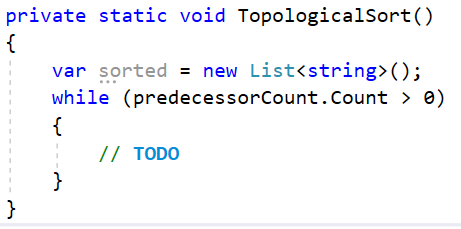 private static void TopologicalSort()
{
var sorted = new List<string>();
while (predecessorCount.Count > 0)
{
// TODO
}
}